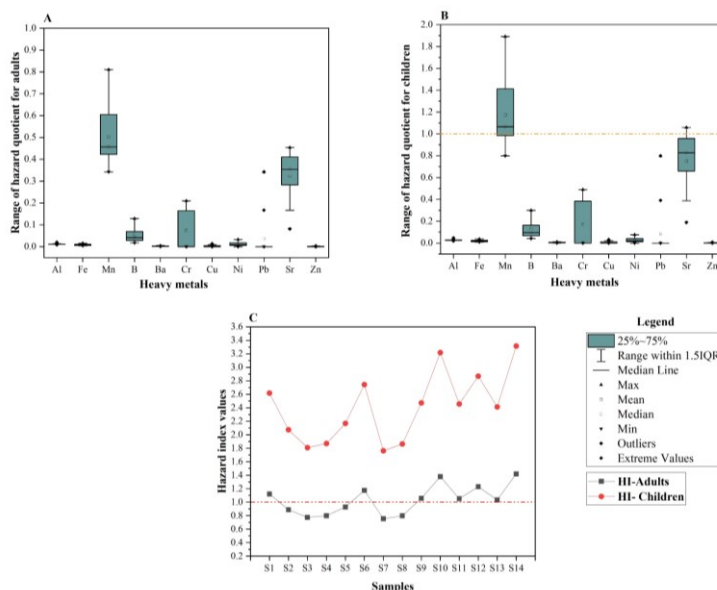 A
Range of hazard quotient for adults
1.0
0.9
0.8
0.7
0.6
0.5
0.4
0.3
0.2
0.1
0.0
Al Fe Mn B Ba Cr Cu Ni Pb Sr Zn
Heavy metals
B
Range of hazard quotient for children
2.0
1.8
1.6
1.4
1.2
1.0
0.8
0.6
0.4
0.2
0.0
Al Fe Mn B Ba Cr Cu Ni Pb Sr Zn
Heavy metals
C
Hazard index values
3.6
3.4
3.2
3.0
2.8
2.6
2.4
2.2
2.0
1.8
1.6
1.4
1.2
1.0
0.8
0.6
0.4
0.2
S1 S2 S3 S4 S5 S6 S7 S8 S9 S10 S11 S12 S13 S14
Samples
Legend
25%~75%
Range within 1.5IQR
Median Line
Max
Mean
Median
Min
Outliers
Extreme Values
HI-Adults
HI- Children